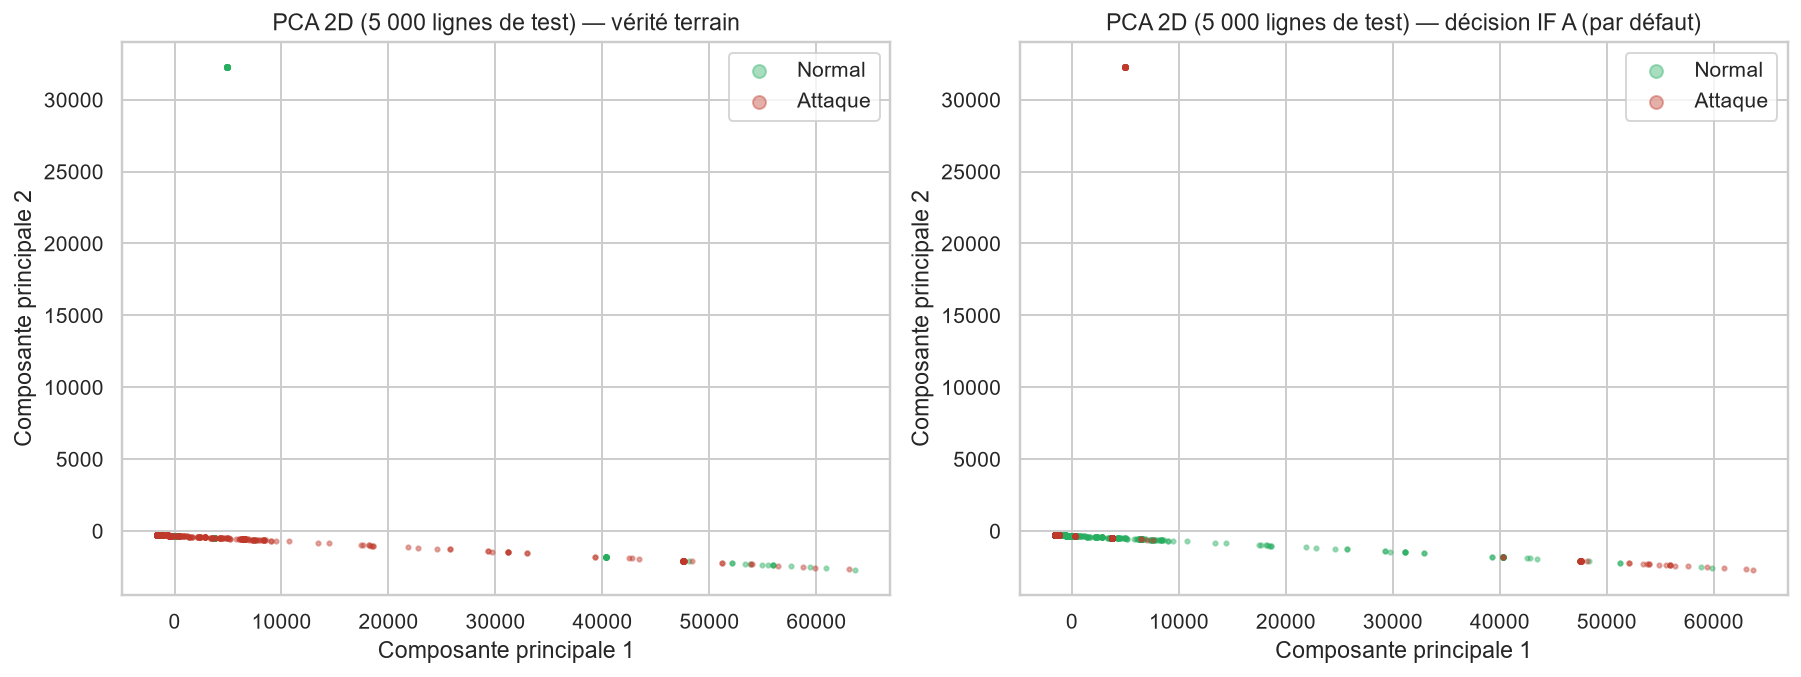 PCA 2D (5 000 lignes de test) — vérité terrain
Normal
Attaque
30000
25000
20000
15000
10000
5000
0
Composante principale 2
0 10000 20000 30000 40000 50000 60000
Composante principale 1
PCA 2D (5 000 lignes de test) — décision IF A (par défaut)
Normal
Attaque
30000
25000
20000
15000
10000
5000
0
Composante principale 2
0 10000 20000 30000 40000 50000 60000
Composante principale 1